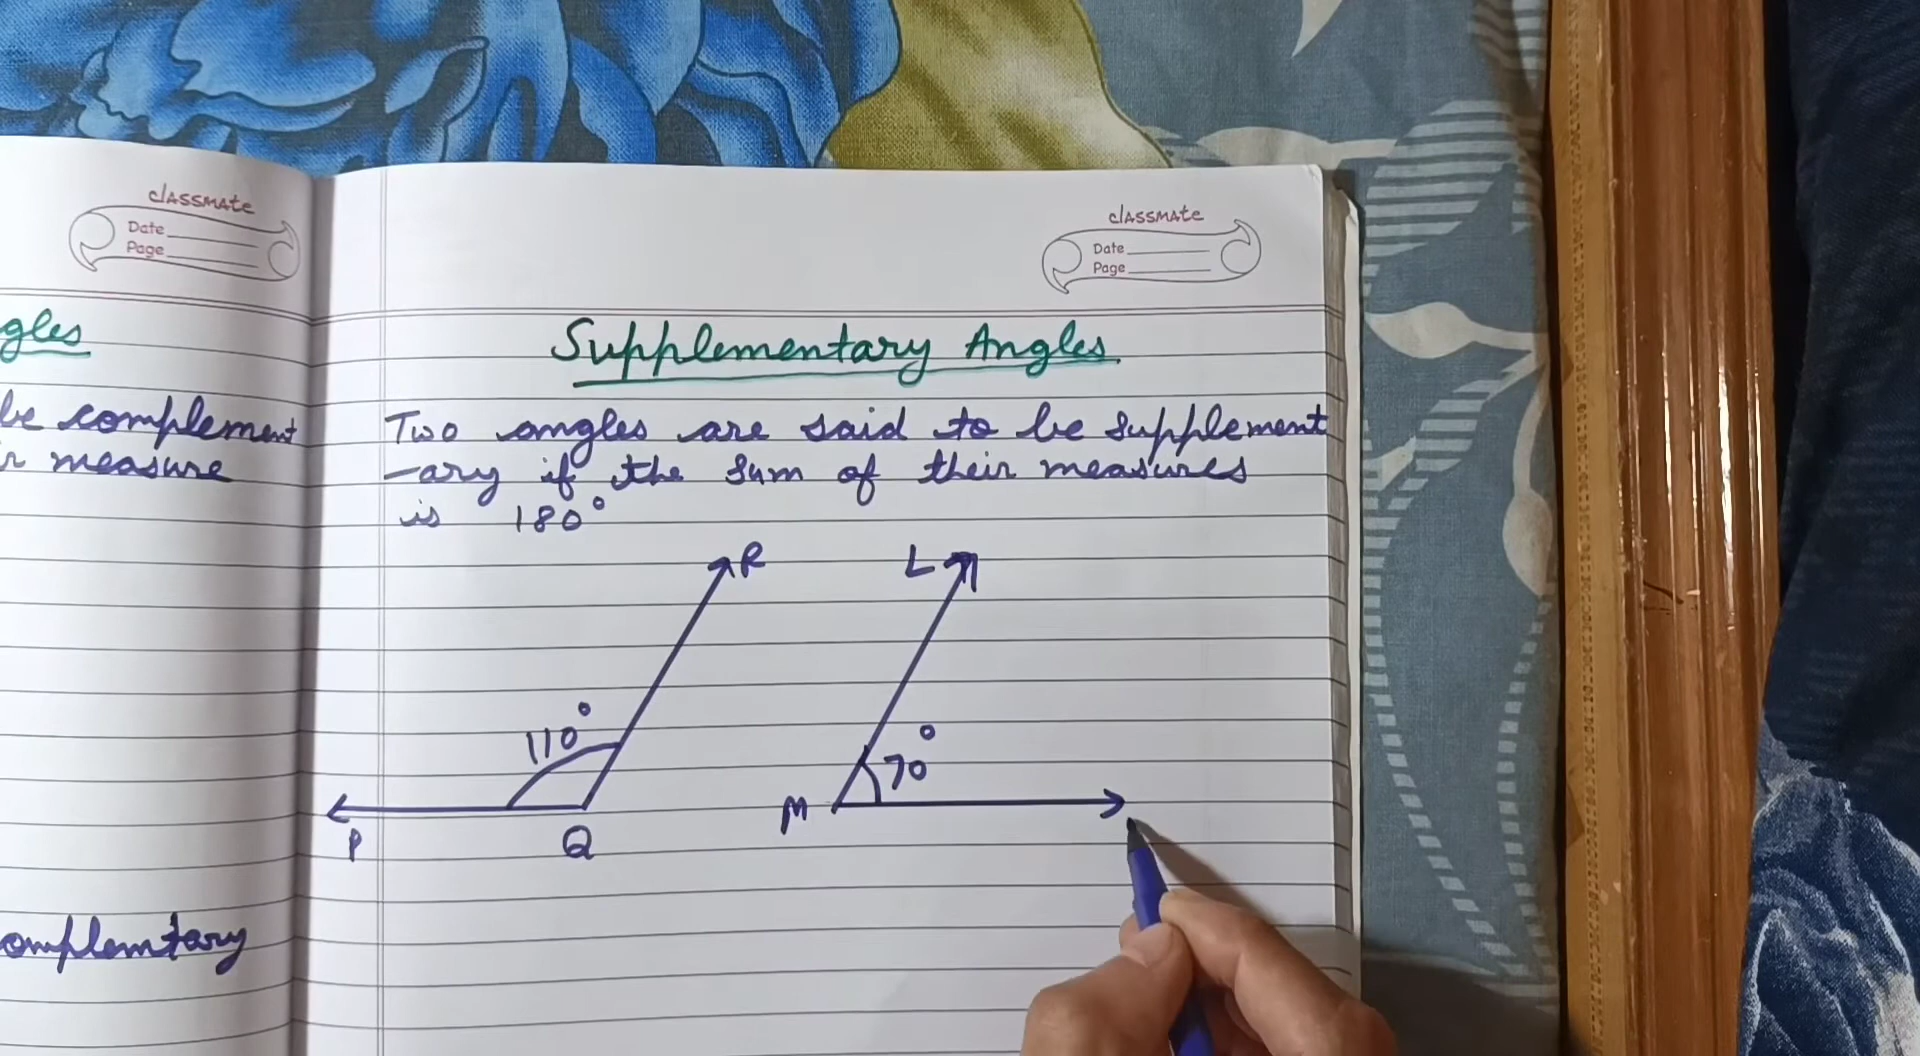 classmate
Date
Page
gles
be complement
r measure
omplemtary
classmate
Date
Page
Supplementary Angles.
Two angles are said to be supplement
-ary if the sum of their measures
is 180°
R
L
110°
70°
P
Q
M